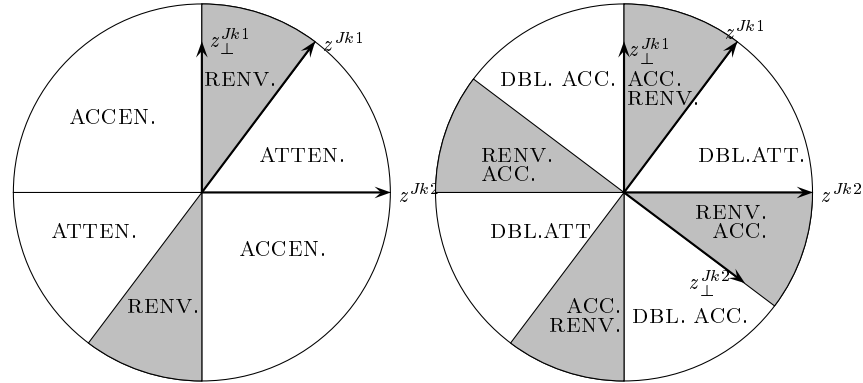 z⊥^Jk1
z^Jk1
RENV.
ACCEN.
ATTEN.
z^Jk2
ATTEN.
ACCEN.
RENV.
z^Jk1
z⊥^Jk1
DBL. ACC.
ACC.
RENV.
RENV.
ACC.
DBL.ATT.
z^Jk2
RENV.
ACC.
DBL.ATT
z⊥^Jk2
ACC.
RENV.
DBL. ACC.